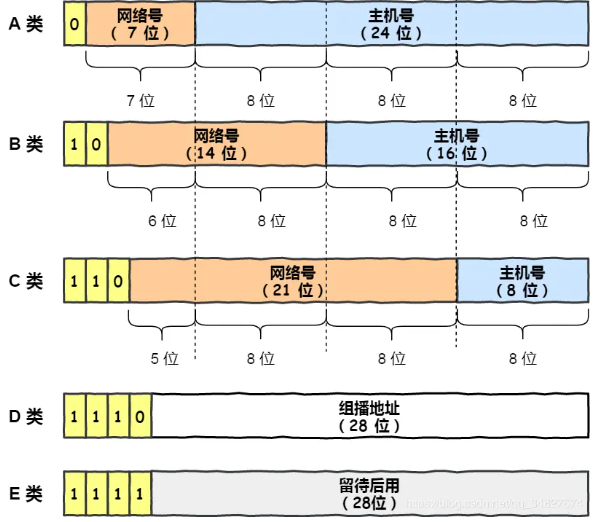 A 类
0
网络号
（ 7 位）
主机号
（24 位）
7 位
8 位
8 位
8 位
B 类
1 0
网络号
（14 位）
主机号
（16 位）
6 位
8 位
8 位
8 位
C 类
1 1 0
网络号
（21 位）
主机号
（8 位）
5 位
8 位
8 位
8 位
D 类
1 1 1 0
组播地址
（28 位）
E 类
1 1 1 1
留待后用
（28位）